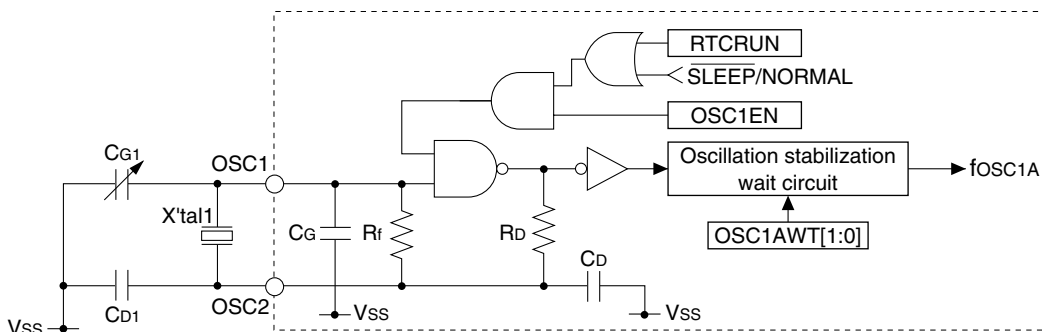 RTCRUN
SLEEP/NORMAL
OSC1EN
CG1
OSC1
X'tal1
CG
Rf
RD
Oscillation stabilization
wait circuit
fOSC1A
OSC1AWT[1:0]
CD1
OSC2
CD
VSS
VSS
VSS